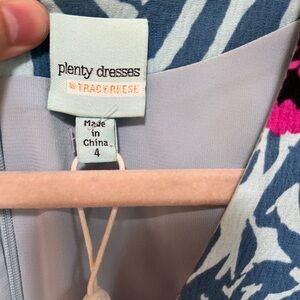 plenty dresses
by TRACY REESE
Made
in
China
4